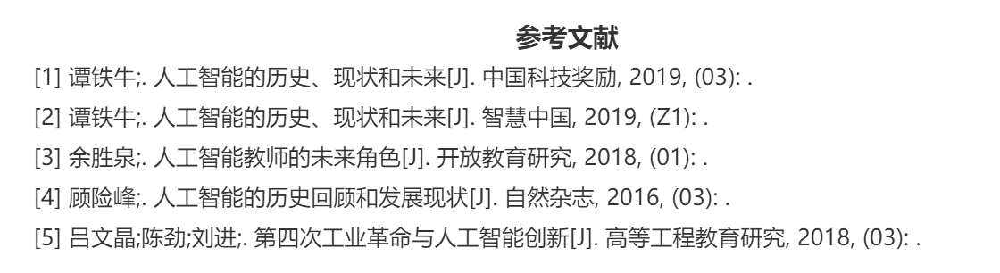 参考文献
[1] 谭铁牛;. 人工智能的历史、现状和未来[J]. 中国科技奖励, 2019, (03): .
[2] 谭铁牛;. 人工智能的历史、现状和未来[J]. 智慧中国, 2019, (Z1): .
[3] 余胜泉;. 人工智能教师的未来角色[J]. 开放教育研究, 2018, (01): .
[4] 顾险峰;. 人工智能的历史回顾和发展现状[J]. 自然杂志, 2016, (03): .
[5] 吕文晶;陈劲;刘进;. 第四次工业革命与人工智能创新[J]. 高等工程教育研究, 2018, (03): .